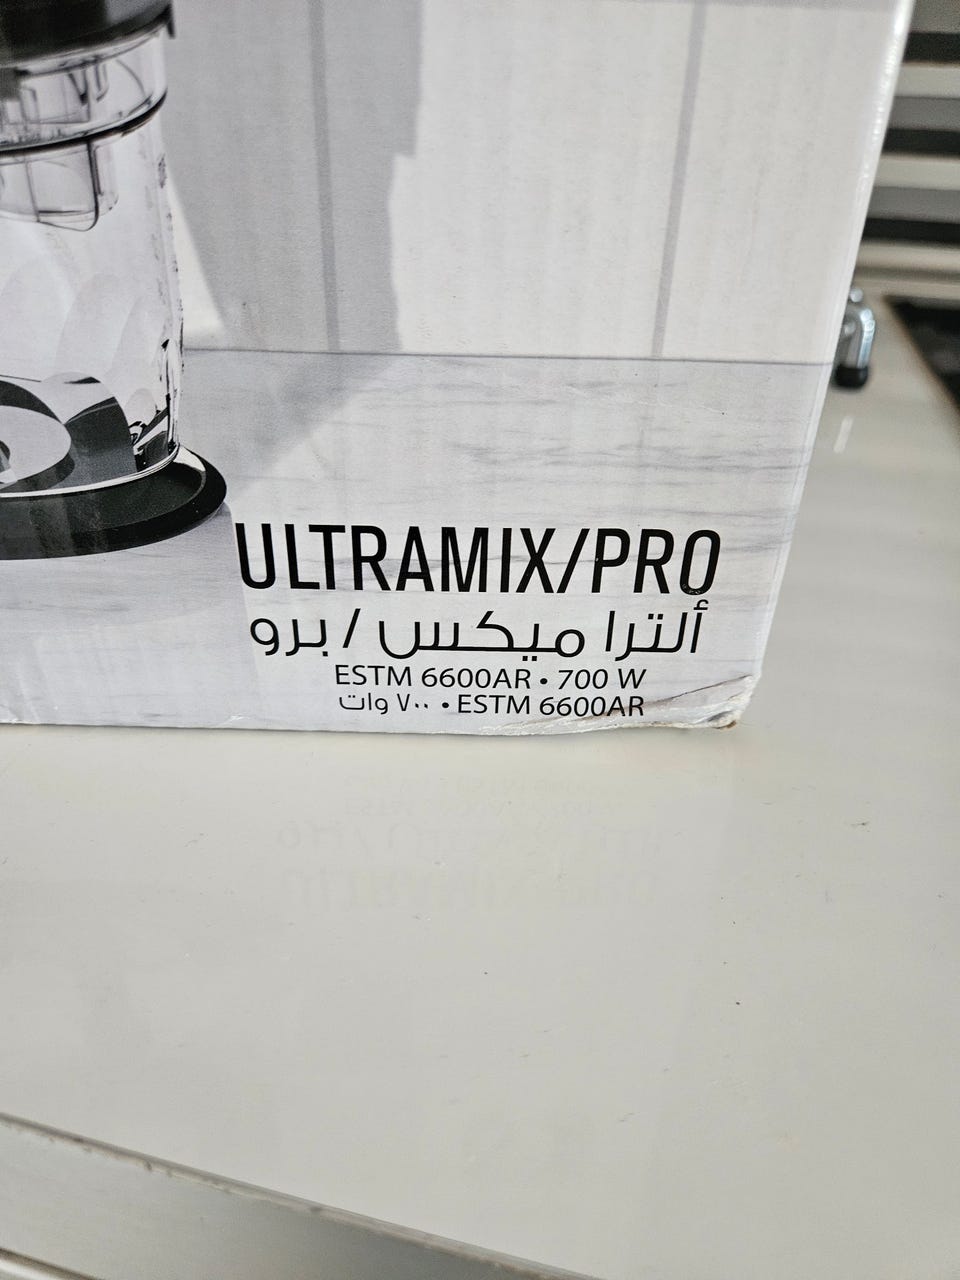 ULTRAMIX/PRO
ألترا ميكس / برو
ESTM 6600AR • 700 W
ESTM 6600AR • ٧٠٠ وات